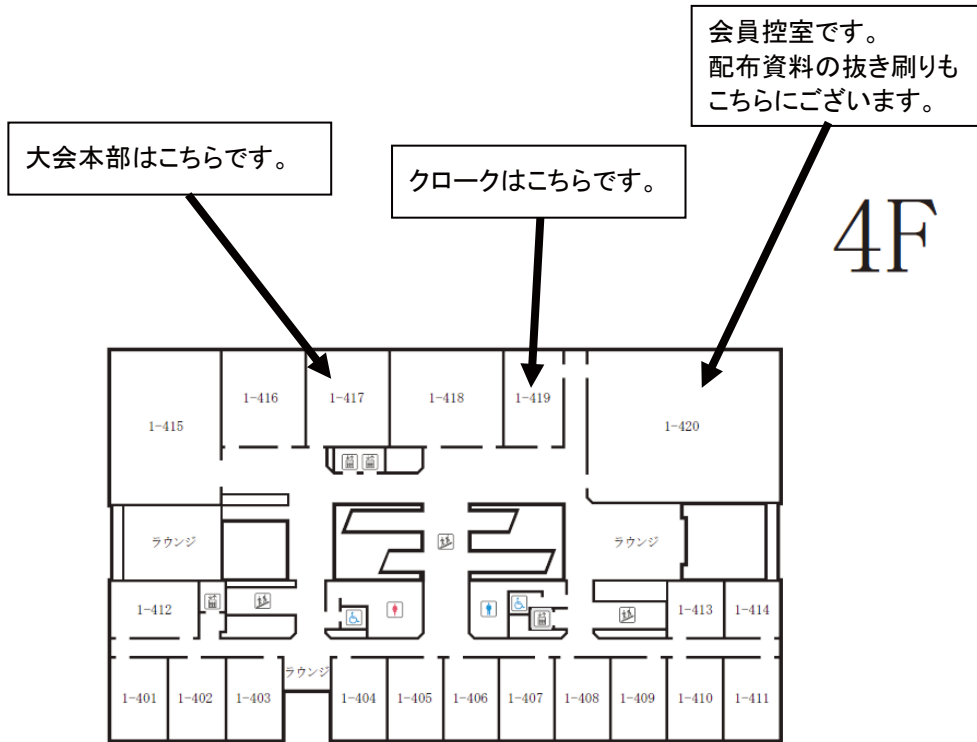 会員控室です。
配布資料の抜き刷りも
こちらにございます。
大会本部はこちらです。
クロークはこちらです。
4F
1-415
1-416
1-417
1-418
1-419
1-420
ラウンジ
ラウンジ
1-412
1-413
1-414
ラウンジ
1-401
1-402
1-403
1-404
1-405
1-406
1-407
1-408
1-409
1-410
1-411